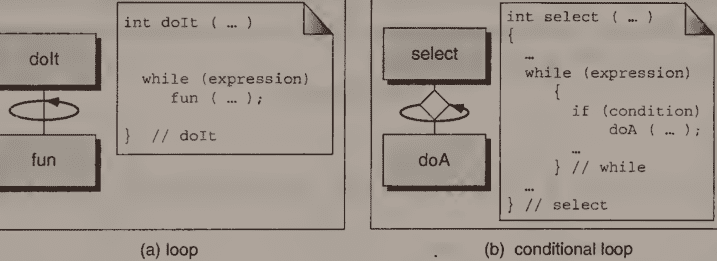 doIt
fun
int doIt ( … )
while (expression)
fun ( … );
} // doIt
(a) loop
select
doA
int select ( … )
{
…
while (expression)
{
if (condition)
doA ( … );
…
} // while
…
} // select
(b) conditional loop